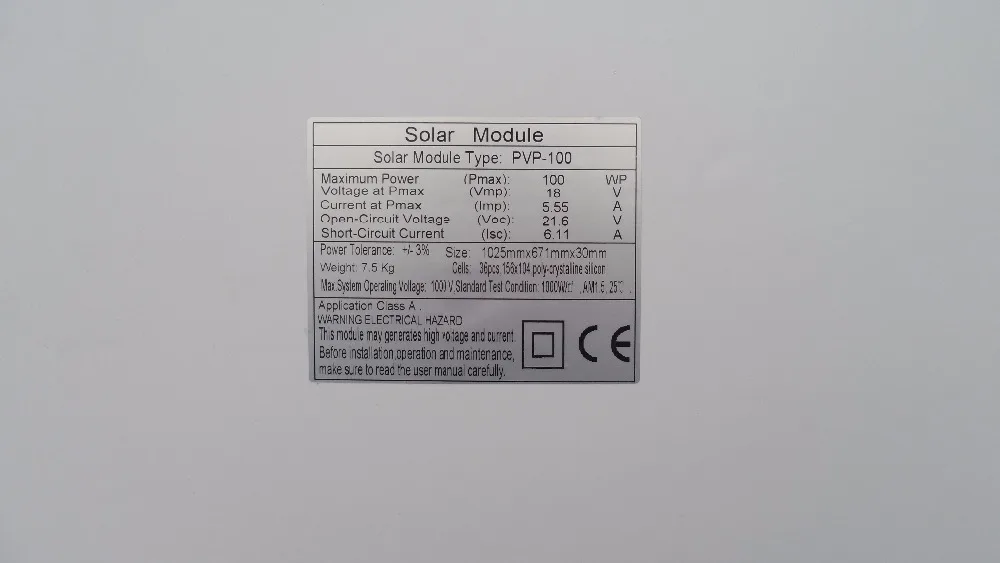 Solar Module
Solar Module Type: PVP-100
Maximum Power (Pmax): 100 WP
Voltage at Pmax (Vmp): 18 V
Current at Pmax (Imp): 5.55 A
Open-Circuit Voltage (Voc): 21.6 V
Short-Circuit Current (Isc): 6.11 A
Power Tolerance: +/- 3% Size: 1025mmx671mmx30mm
Weight: 7.5 Kg Cells: 36pcs,156x104 poly-crystalline silicon
Max.System Operating Voltage: 1000 V,Standard Test Condition: 1000W/㎡ ,AM1.5, 25℃ .
Application Class A .
WARNING ELECTRICAL HAZARD
This module may generates high voltage and current.
Before installation,operation and maintenance,
make sure to read the user manual carefully.
CE